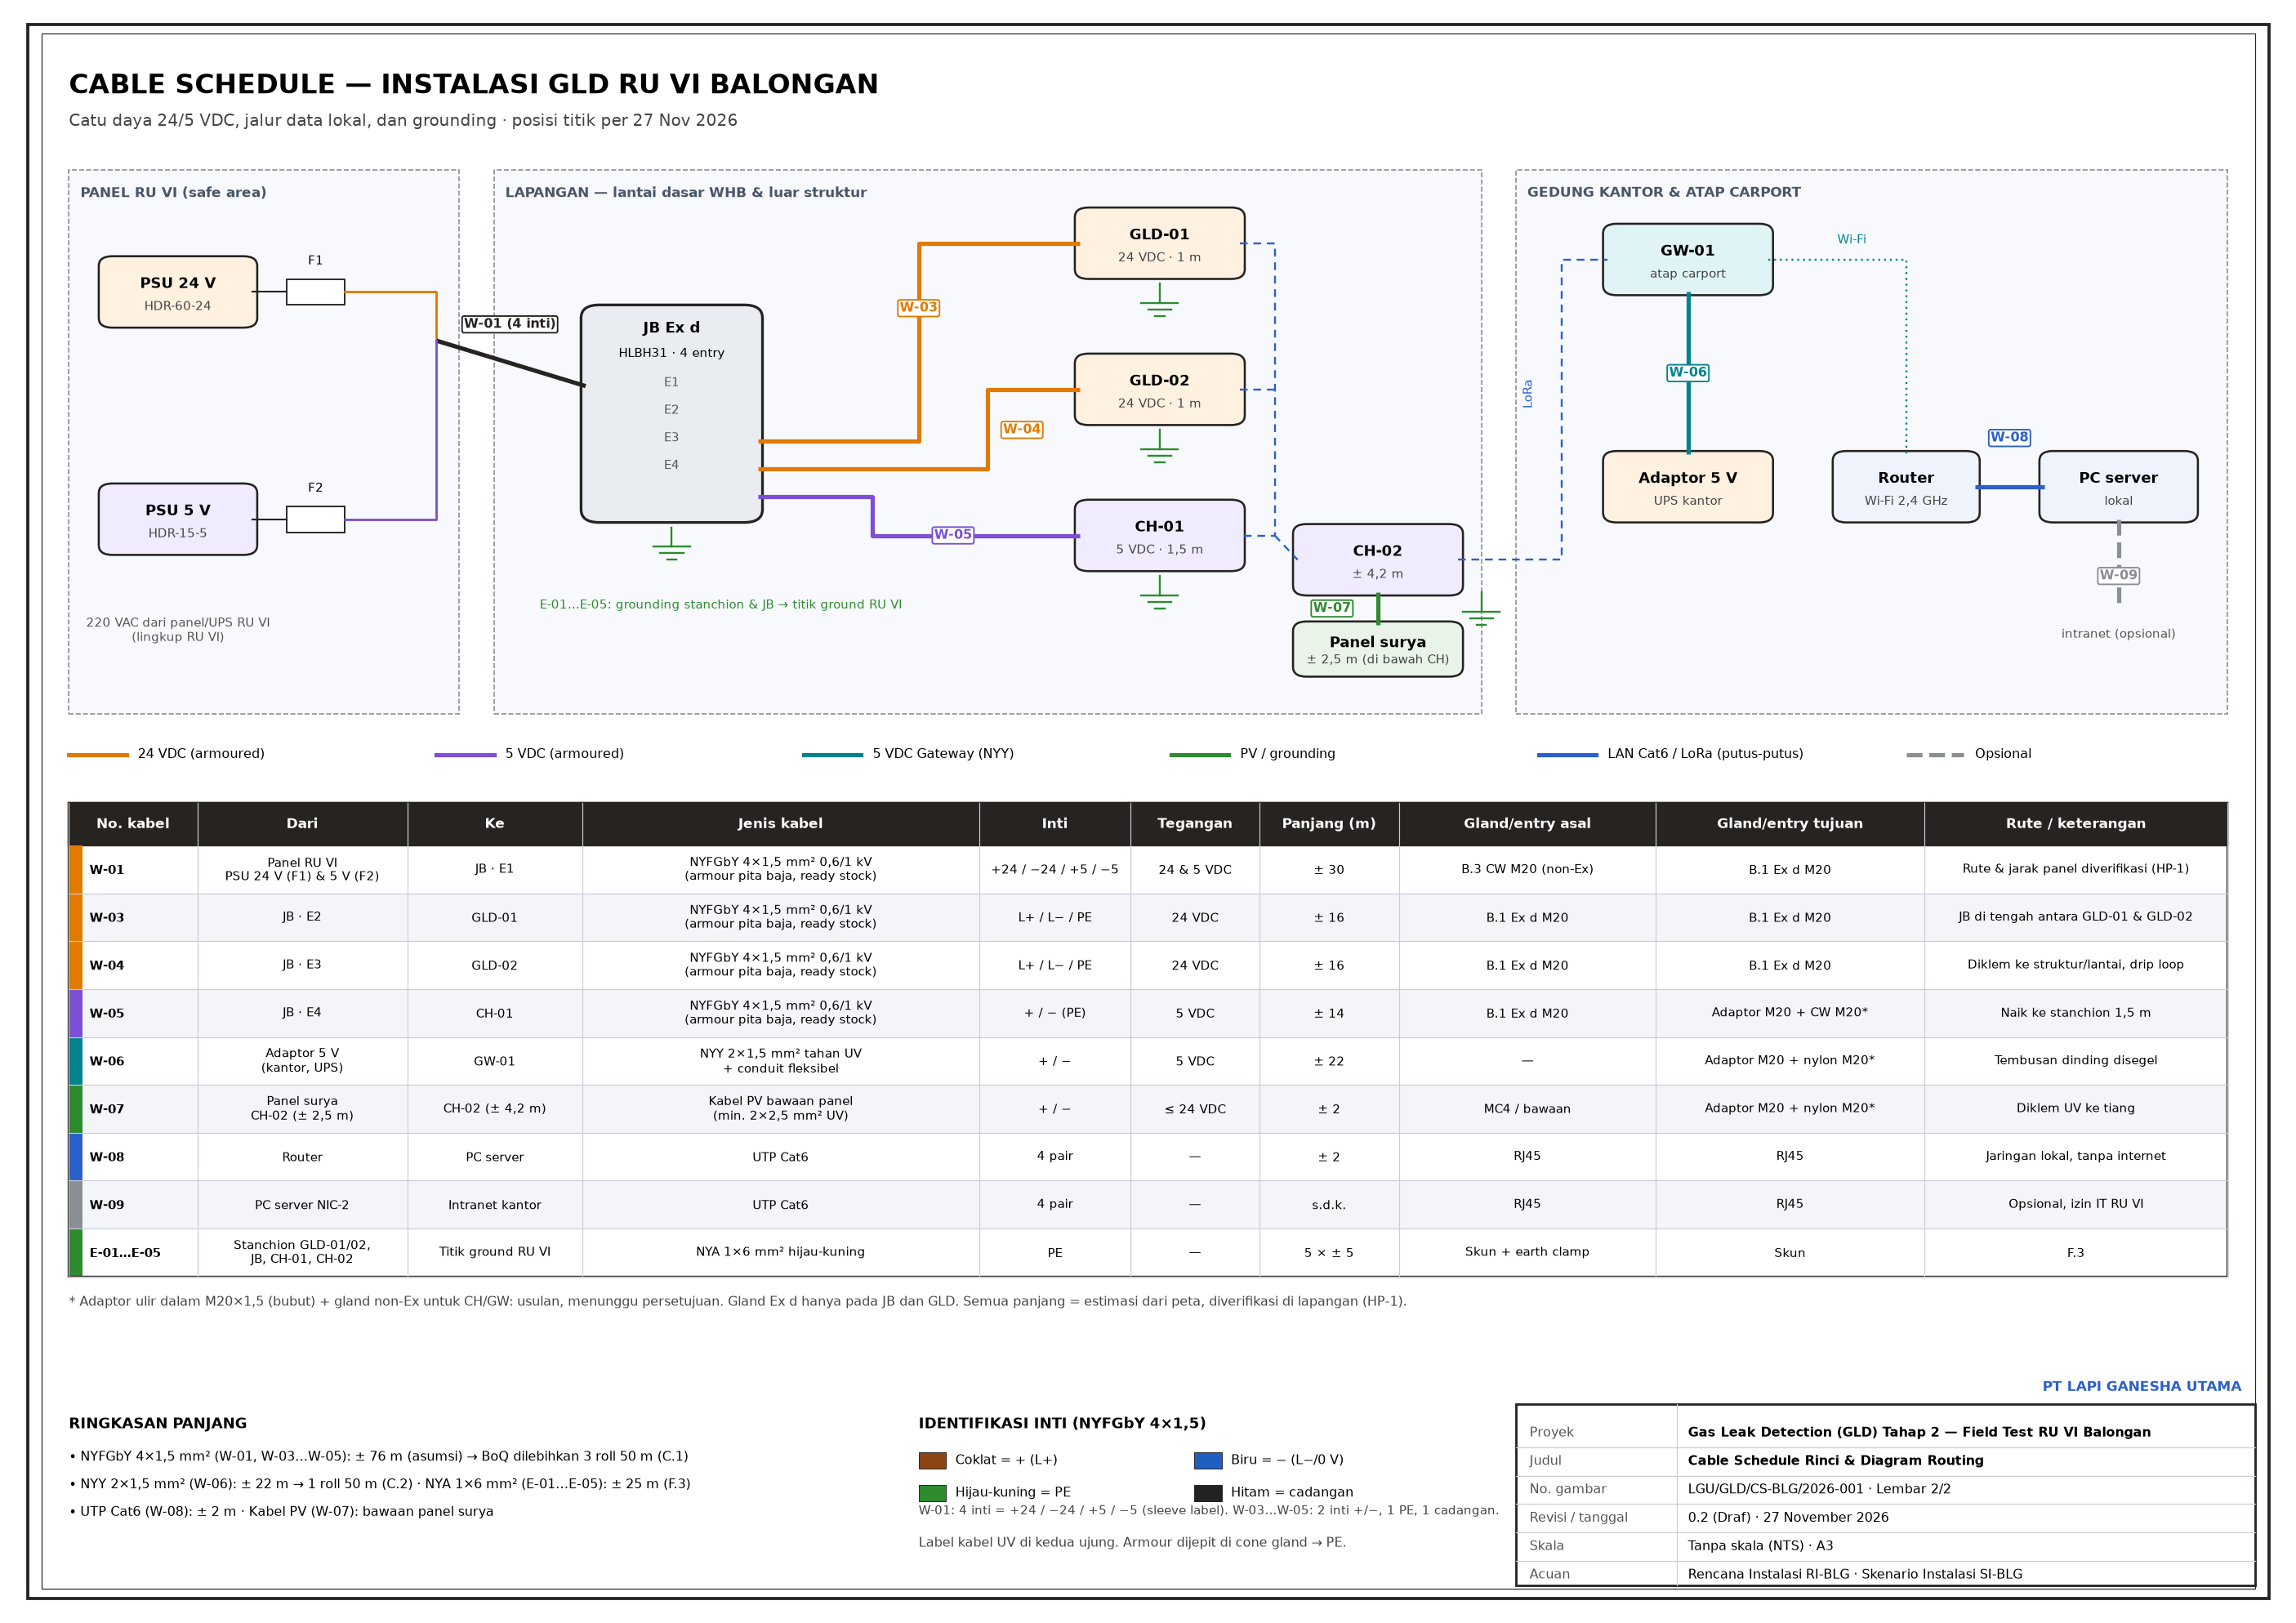 CABLE SCHEDULE — INSTALASI GLD RU VI BALONGAN
Catu daya 24/5 VDC, jalur data lokal, dan grounding · posisi titik per 27 Nov 2026
PANEL RU VI (safe area)
PSU 24 V
HDR-60-24
F1
PSU 5 V
HDR-15-5
F2
220 VAC dari panel/UPS RU VI
(lingkup RU VI)
W-01 (4 inti)
LAPANGAN — lantai dasar WHB & luar struktur
JB Ex d
HLBH31 · 4 entry
E1
E2
E3
E4
W-03
W-04
W-05
GLD-01
24 VDC · 1 m
GLD-02
24 VDC · 1 m
CH-01
5 VDC · 1,5 m
CH-02
± 4,2 m
W-07
Panel surya
± 2,5 m (di bawah CH)
E-01…E-05: grounding stanchion & JB → titik ground RU VI
GEDUNG KANTOR & ATAP CARPORT
LoRa
GW-01
atap carport
Wi-Fi
W-06
Adaptor 5 V
UPS kantor
Router
Wi-Fi 2,4 GHz
W-08
PC server
lokal
W-09
intranet (opsional)
24 VDC (armoured)
5 VDC (armoured)
5 VDC Gateway (NYY)
PV / grounding
LAN Cat6 / LoRa (putus-putus)
Opsional
No. kabel Dari Ke Jenis kabel Inti Tegangan Panjang (m) Gland/entry asal Gland/entry tujuan Rute / keterangan
W-01 Panel RU VI PSU 24 V (F1) & 5 V (F2) JB · E1 NYFGbY 4×1,5 mm² 0,6/1 kV (armour pita baja, ready stock) +24 / −24 / +5 / −5 24 & 5 VDC ± 30 B.3 CW M20 (non-Ex) B.1 Ex d M20 Rute & jarak panel diverifikasi (HP-1)
W-03 JB · E2 GLD-01 NYFGbY 4×1,5 mm² 0,6/1 kV (armour pita baja, ready stock) L+ / L− / PE 24 VDC ± 16 B.1 Ex d M20 B.1 Ex d M20 JB di tengah antara GLD-01 & GLD-02
W-04 JB · E3 GLD-02 NYFGbY 4×1,5 mm² 0,6/1 kV (armour pita baja, ready stock) L+ / L− / PE 24 VDC ± 16 B.1 Ex d M20 B.1 Ex d M20 Diklem ke struktur/lantai, drip loop
W-05 JB · E4 CH-01 NYFGbY 4×1,5 mm² 0,6/1 kV (armour pita baja, ready stock) + / − (PE) 5 VDC ± 14 B.1 Ex d M20 Adaptor M20 + CW M20* Naik ke stanchion 1,5 m
W-06 Adaptor 5 V (kantor, UPS) GW-01 NYY 2×1,5 mm² tahan UV + conduit fleksibel + / − 5 VDC ± 22 — Adaptor M20 + nylon M20* Tembusan dinding disegel
W-07 Panel surya CH-02 (± 2,5 m) CH-02 (± 4,2 m) Kabel PV bawaan panel (min. 2×2,5 mm² UV) + / − ≤ 24 VDC ± 2 MC4 / bawaan Adaptor M20 + nylon M20* Diklem UV ke tiang
W-08 Router PC server UTP Cat6 4 pair — ± 2 RJ45 RJ45 Jaringan lokal, tanpa internet
W-09 PC server NIC-2 Intranet kantor UTP Cat6 4 pair — s.d.k. RJ45 RJ45 Opsional, izin IT RU VI
E-01…E-05 Stanchion GLD-01/02, JB, CH-01, CH-02 Titik ground RU VI NYA 1×6 mm² hijau-kuning PE — 5 × ± 5 Skun + earth clamp Skun F.3
* Adaptor ulir dalam M20×1,5 (bubut) + gland non-Ex untuk CH/GW: usulan, menunggu persetujuan. Gland Ex d hanya pada JB dan GLD. Semua panjang = estimasi dari peta, diverifikasi di lapangan (HP-1).
RINGKASAN PANJANG
• NYFGbY 4×1,5 mm² (W-01, W-03…W-05): ± 76 m (asumsi) → BoQ dilebihkan 3 roll 50 m (C.1)
• NYY 2×1,5 mm² (W-06): ± 22 m → 1 roll 50 m (C.2) · NYA 1×6 mm² (E-01…E-05): ± 25 m (F.3)
• UTP Cat6 (W-08): ± 2 m · Kabel PV (W-07): bawaan panel surya
IDENTIFIKASI INTI (NYFGbY 4×1,5)
Coklat = + (L+)
Biru = − (L−/0 V)
Hijau-kuning = PE
Hitam = cadangan
W-01: 4 inti = +24 / −24 / +5 / −5 (sleeve label). W-03…W-05: 2 inti +/−, 1 PE, 1 cadangan.
Label kabel UV di kedua ujung. Armour dijepit di cone gland → PE.
PT LAPI GANESHA UTAMA
Proyek Gas Leak Detection (GLD) Tahap 2 — Field Test RU VI Balongan
Judul Cable Schedule Rinci & Diagram Routing
No. gambar LGU/GLD/CS-BLG/2026-001 · Lembar 2/2
Revisi / tanggal 0.2 (Draf) · 27 November 2026
Skala Tanpa skala (NTS) · A3
Acuan Rencana Instalasi RI-BLG · Skenario Instalasi SI-BLG